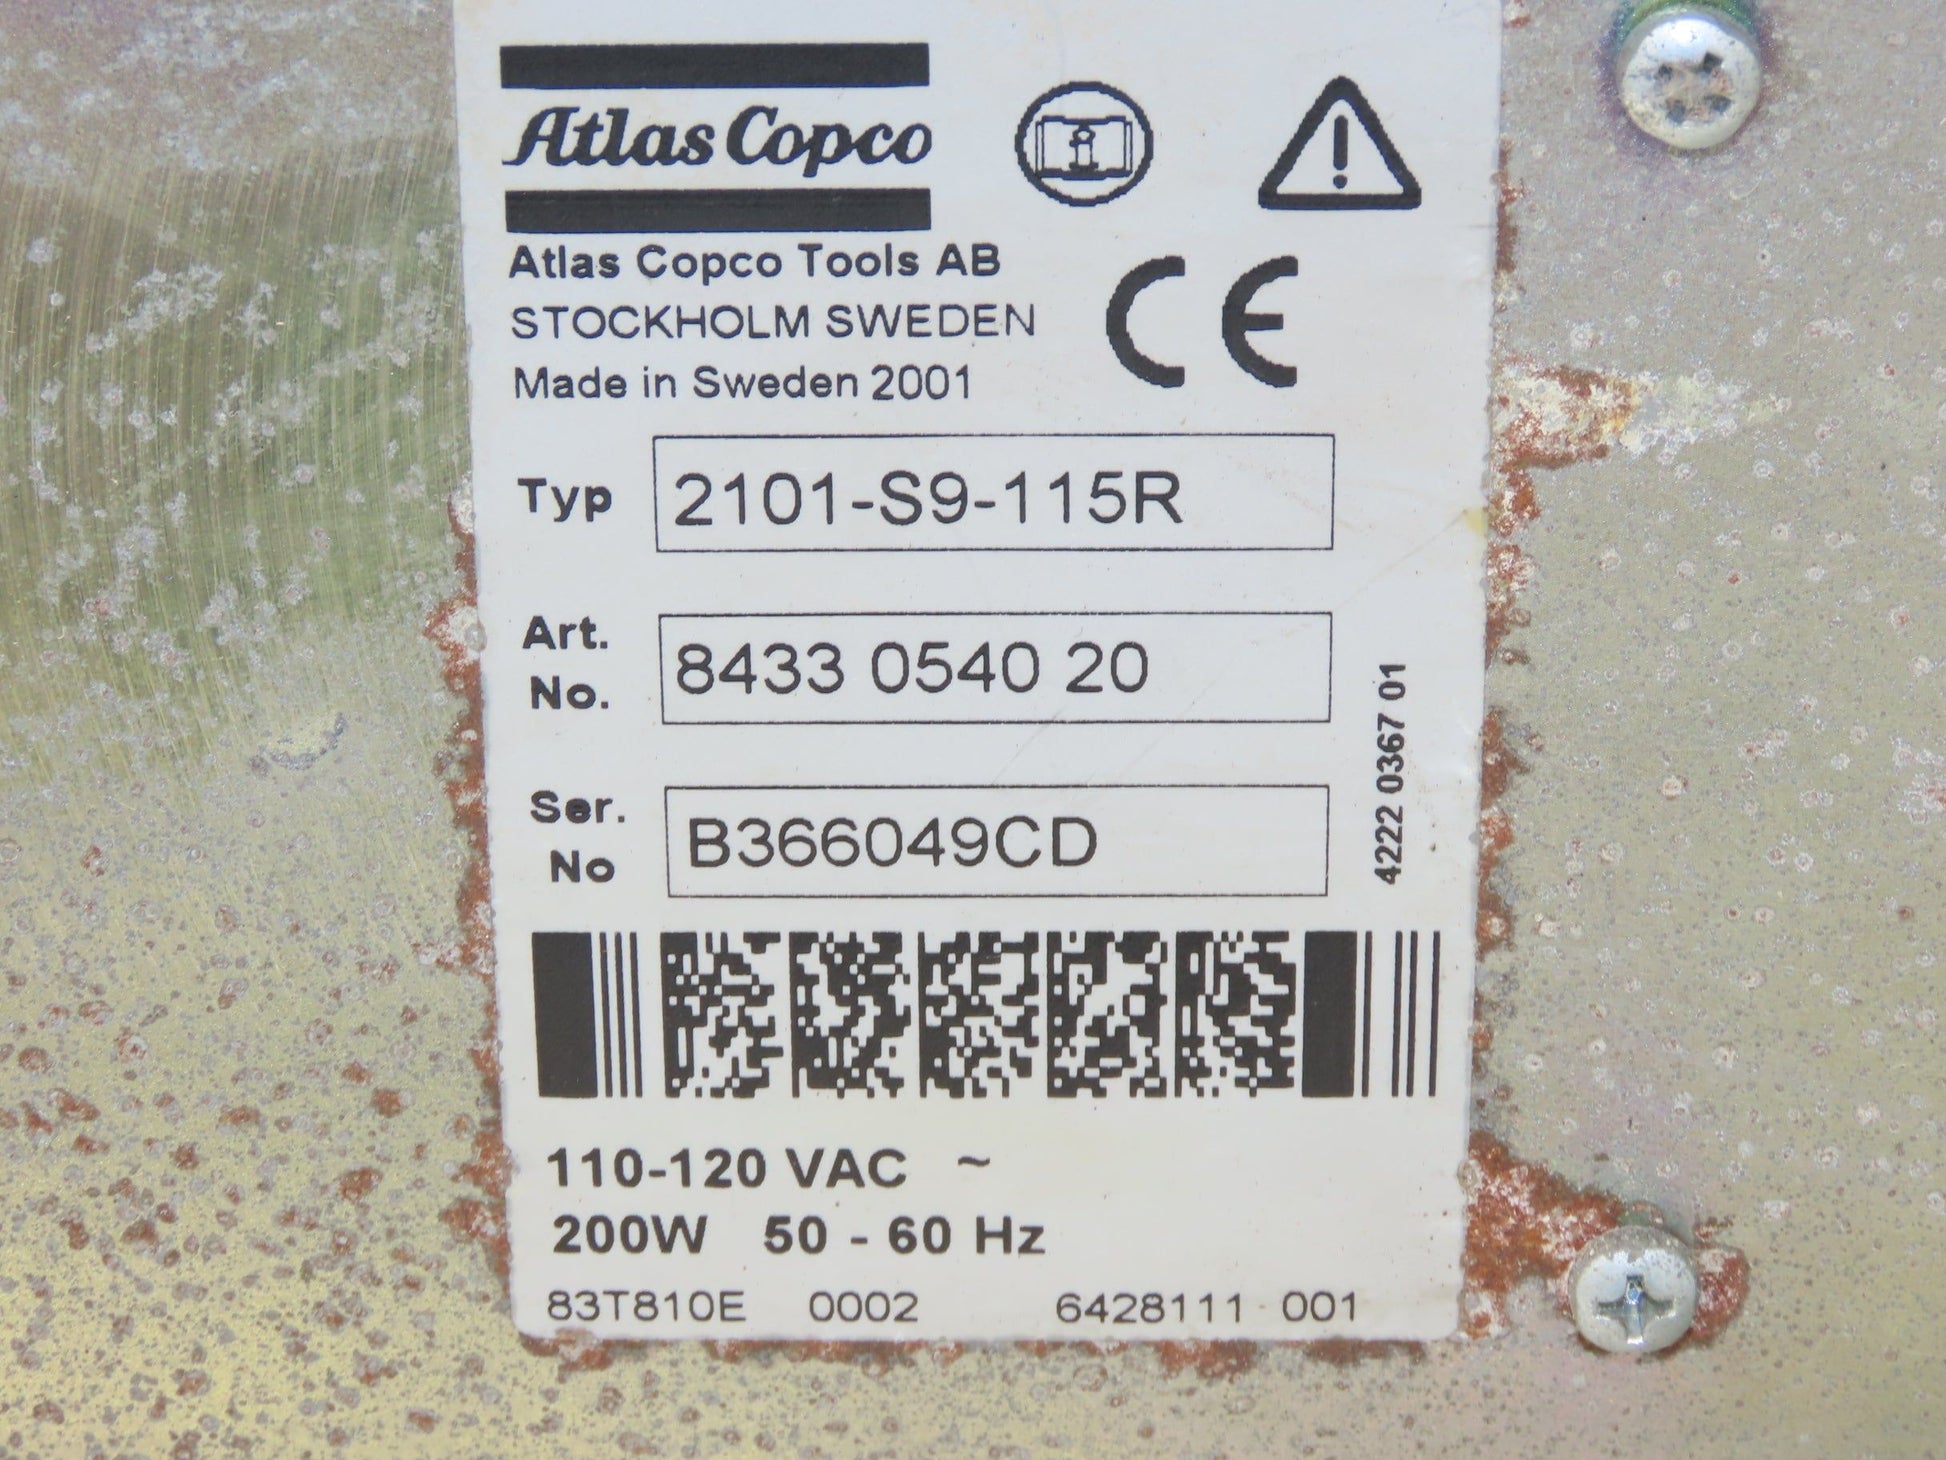 Atlas Copco
Atlas Copco Tools AB
STOCKHOLM SWEDEN
Made in Sweden 2001
CE
Typ 2101-S9-115R
Art. No. 8433 0540 20
Ser. No B366049CD
4222 0367 01
110-120 VAC ~
200W 50 - 60 Hz
83T810E 0002 6428111 001